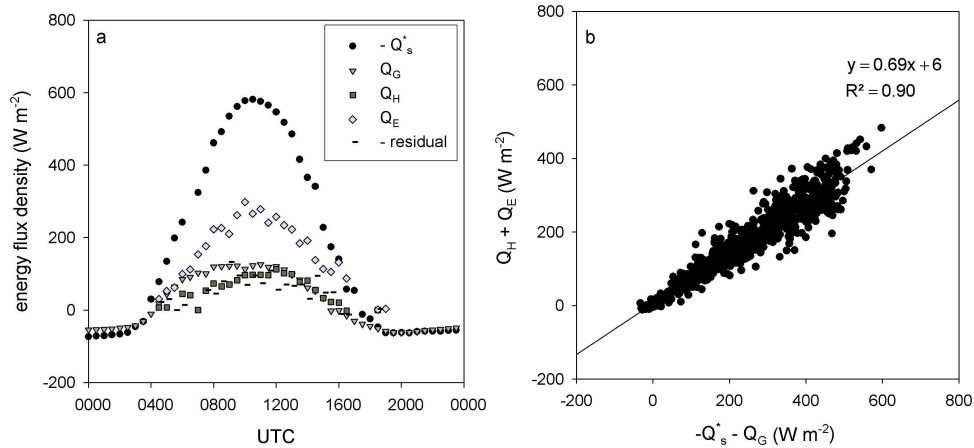 a
energy flux density (W m⁻²)
800
600
400
200
0
-200
0000 0400 0800 1200 1600 2000 0000
UTC
- Q*s
QG
QH
QE
- residual
b
QH + QE (W m⁻²)
800
600
400
200
0
-200
-200 0 200 400 600 800
-Q*s - QG (W m⁻²)
y = 0.69x + 6
R² = 0.90